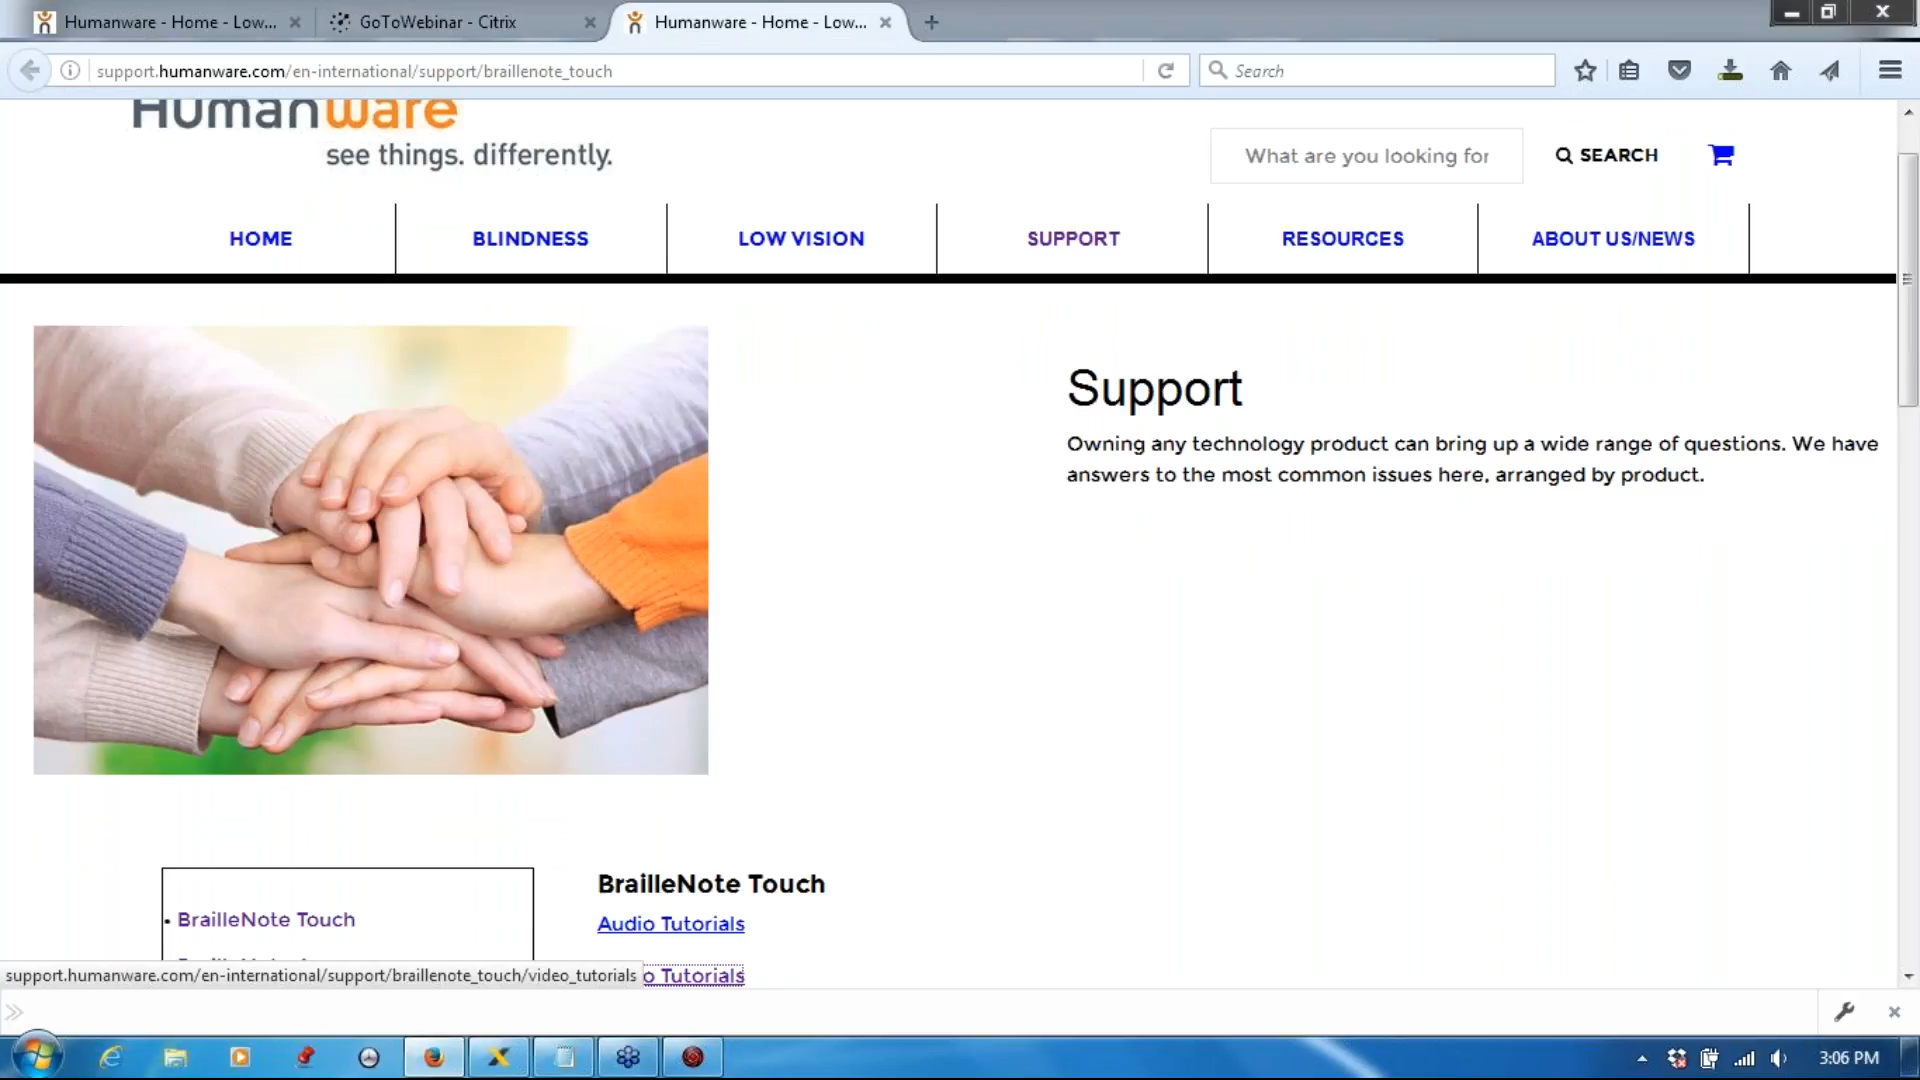 Humanware - Home - Low...
GoToWebinar - Citrix
Humanware - Home - Low...
support.humanware.com/en-international/support/braillenote_touch
Search
Humanware
see things. differently.
What are you looking for
SEARCH
HOME
BLINDNESS
LOW VISION
SUPPORT
RESOURCES
ABOUT US/NEWS
Support
Owning any technology product can bring up a wide range of questions. We have
answers to the most common issues here, arranged by product.
BrailleNote Touch
• BrailleNote Touch
Audio Tutorials
support.humanware.com/en-international/support/braillenote_touch/video_tutorials
o Tutorials
3:06 PM